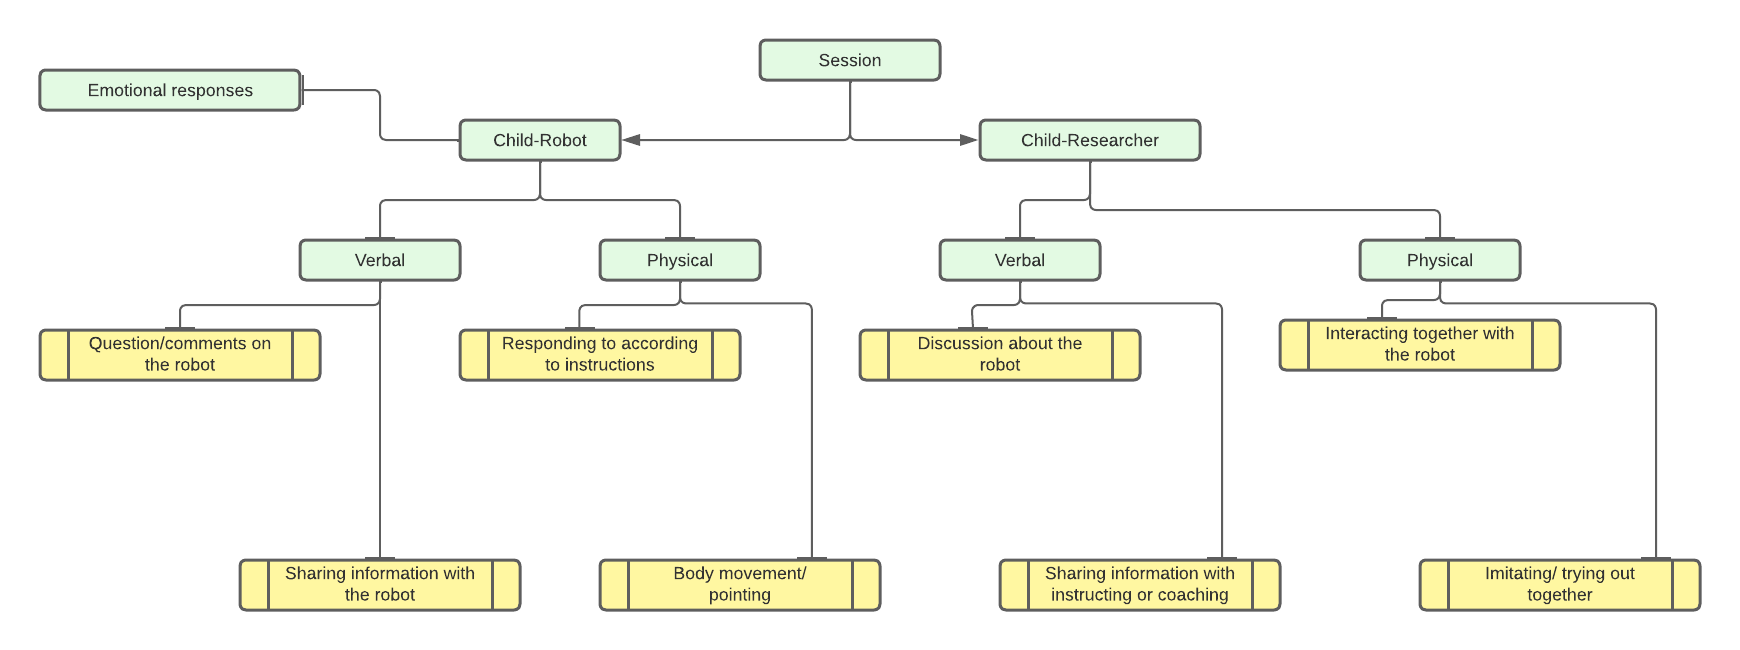 Session
Emotional responses
Child-Robot
Child-Researcher
Verbal
Physical
Verbal
Physical
Question/comments on
the robot
Responding to according
to instructions
Discussion about the
robot
Interacting together with
the robot
Sharing information with
the robot
Body movement/
pointing
Sharing information with
instructing or coaching
Imitating/ trying out
together